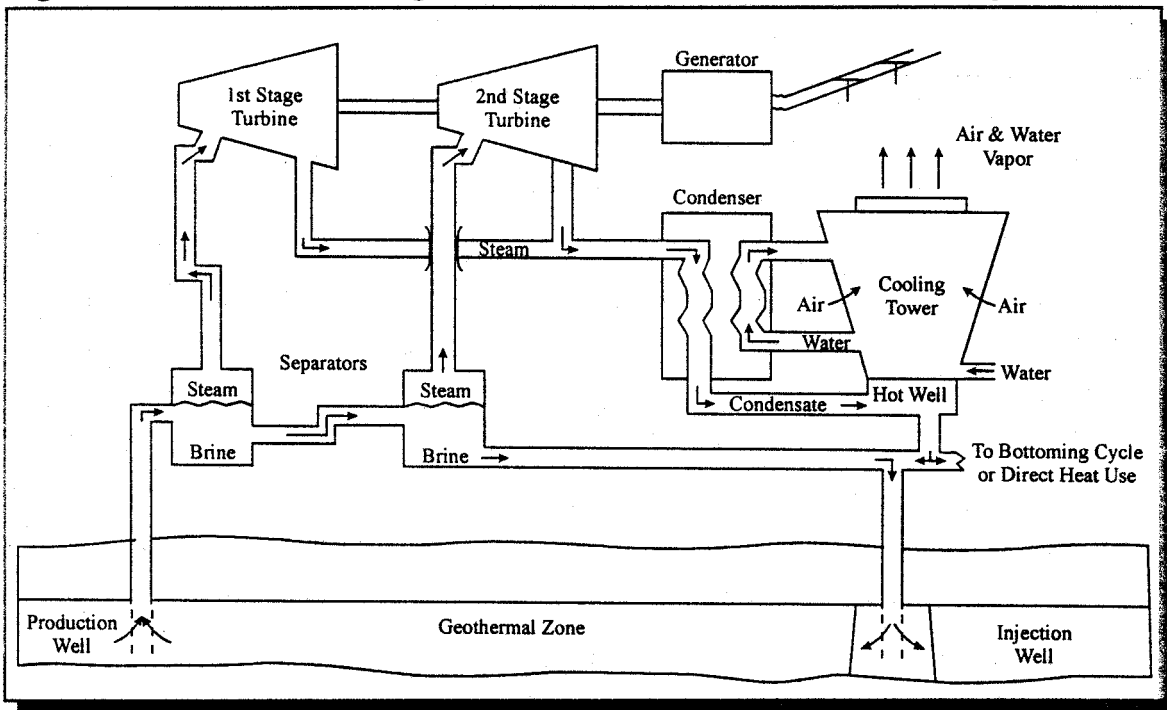 1st Stage
Turbine
2nd Stage
Turbine
Generator
Air & Water
Vapor
Condenser
Steam
Cooling
Tower
Air
Air
Separators
Water
Water
Steam
Steam
Hot Well
Condensate
Brine
Brine
To Bottoming Cycle
or Direct Heat Use
Production
Well
Geothermal Zone
Injection
Well